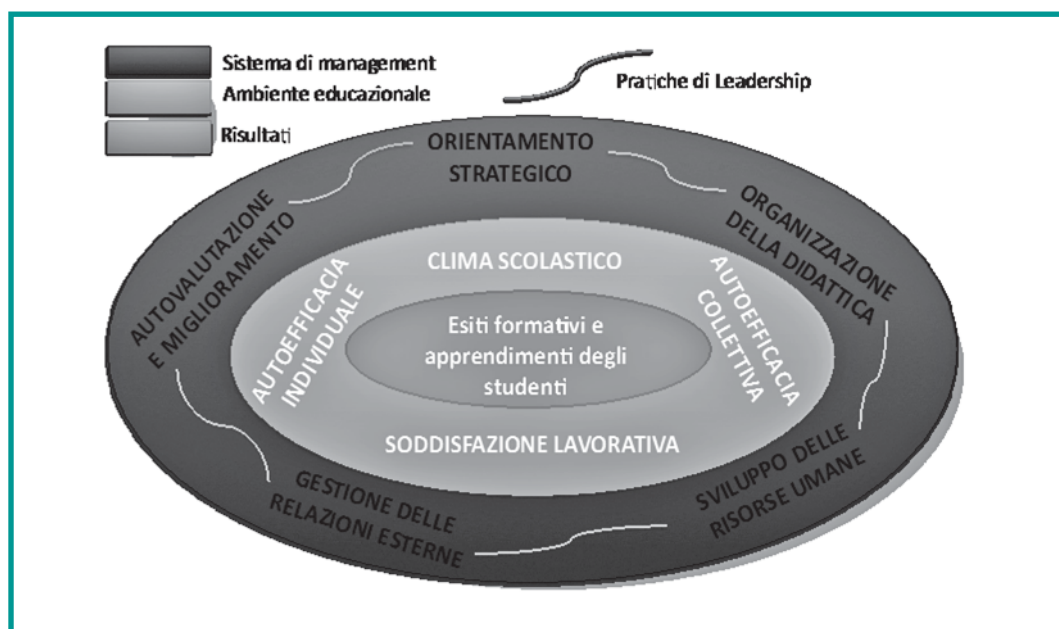 Sistema di management
Ambiente educazionale
Risultati
Pratiche di Leadership
ORIENTAMENTO
STRATEGICO
ORGANIZZAZIONE
DELLA DIDATTICA
SVILUPPO DELLE
RISORSE UMANE
GESTIONE DELLE
RELAZIONI ESTERNE
AUTOVALUTAZIONE
E MIGLIORAMENTO
CLIMA SCOLASTICO
AUTOEFFICACIA
COLLETTIVA
SODDISFAZIONE LAVORATIVA
AUTOEFFICACIA
INDIVIDUALE
Esiti formativi e
apprendimenti degli
studenti